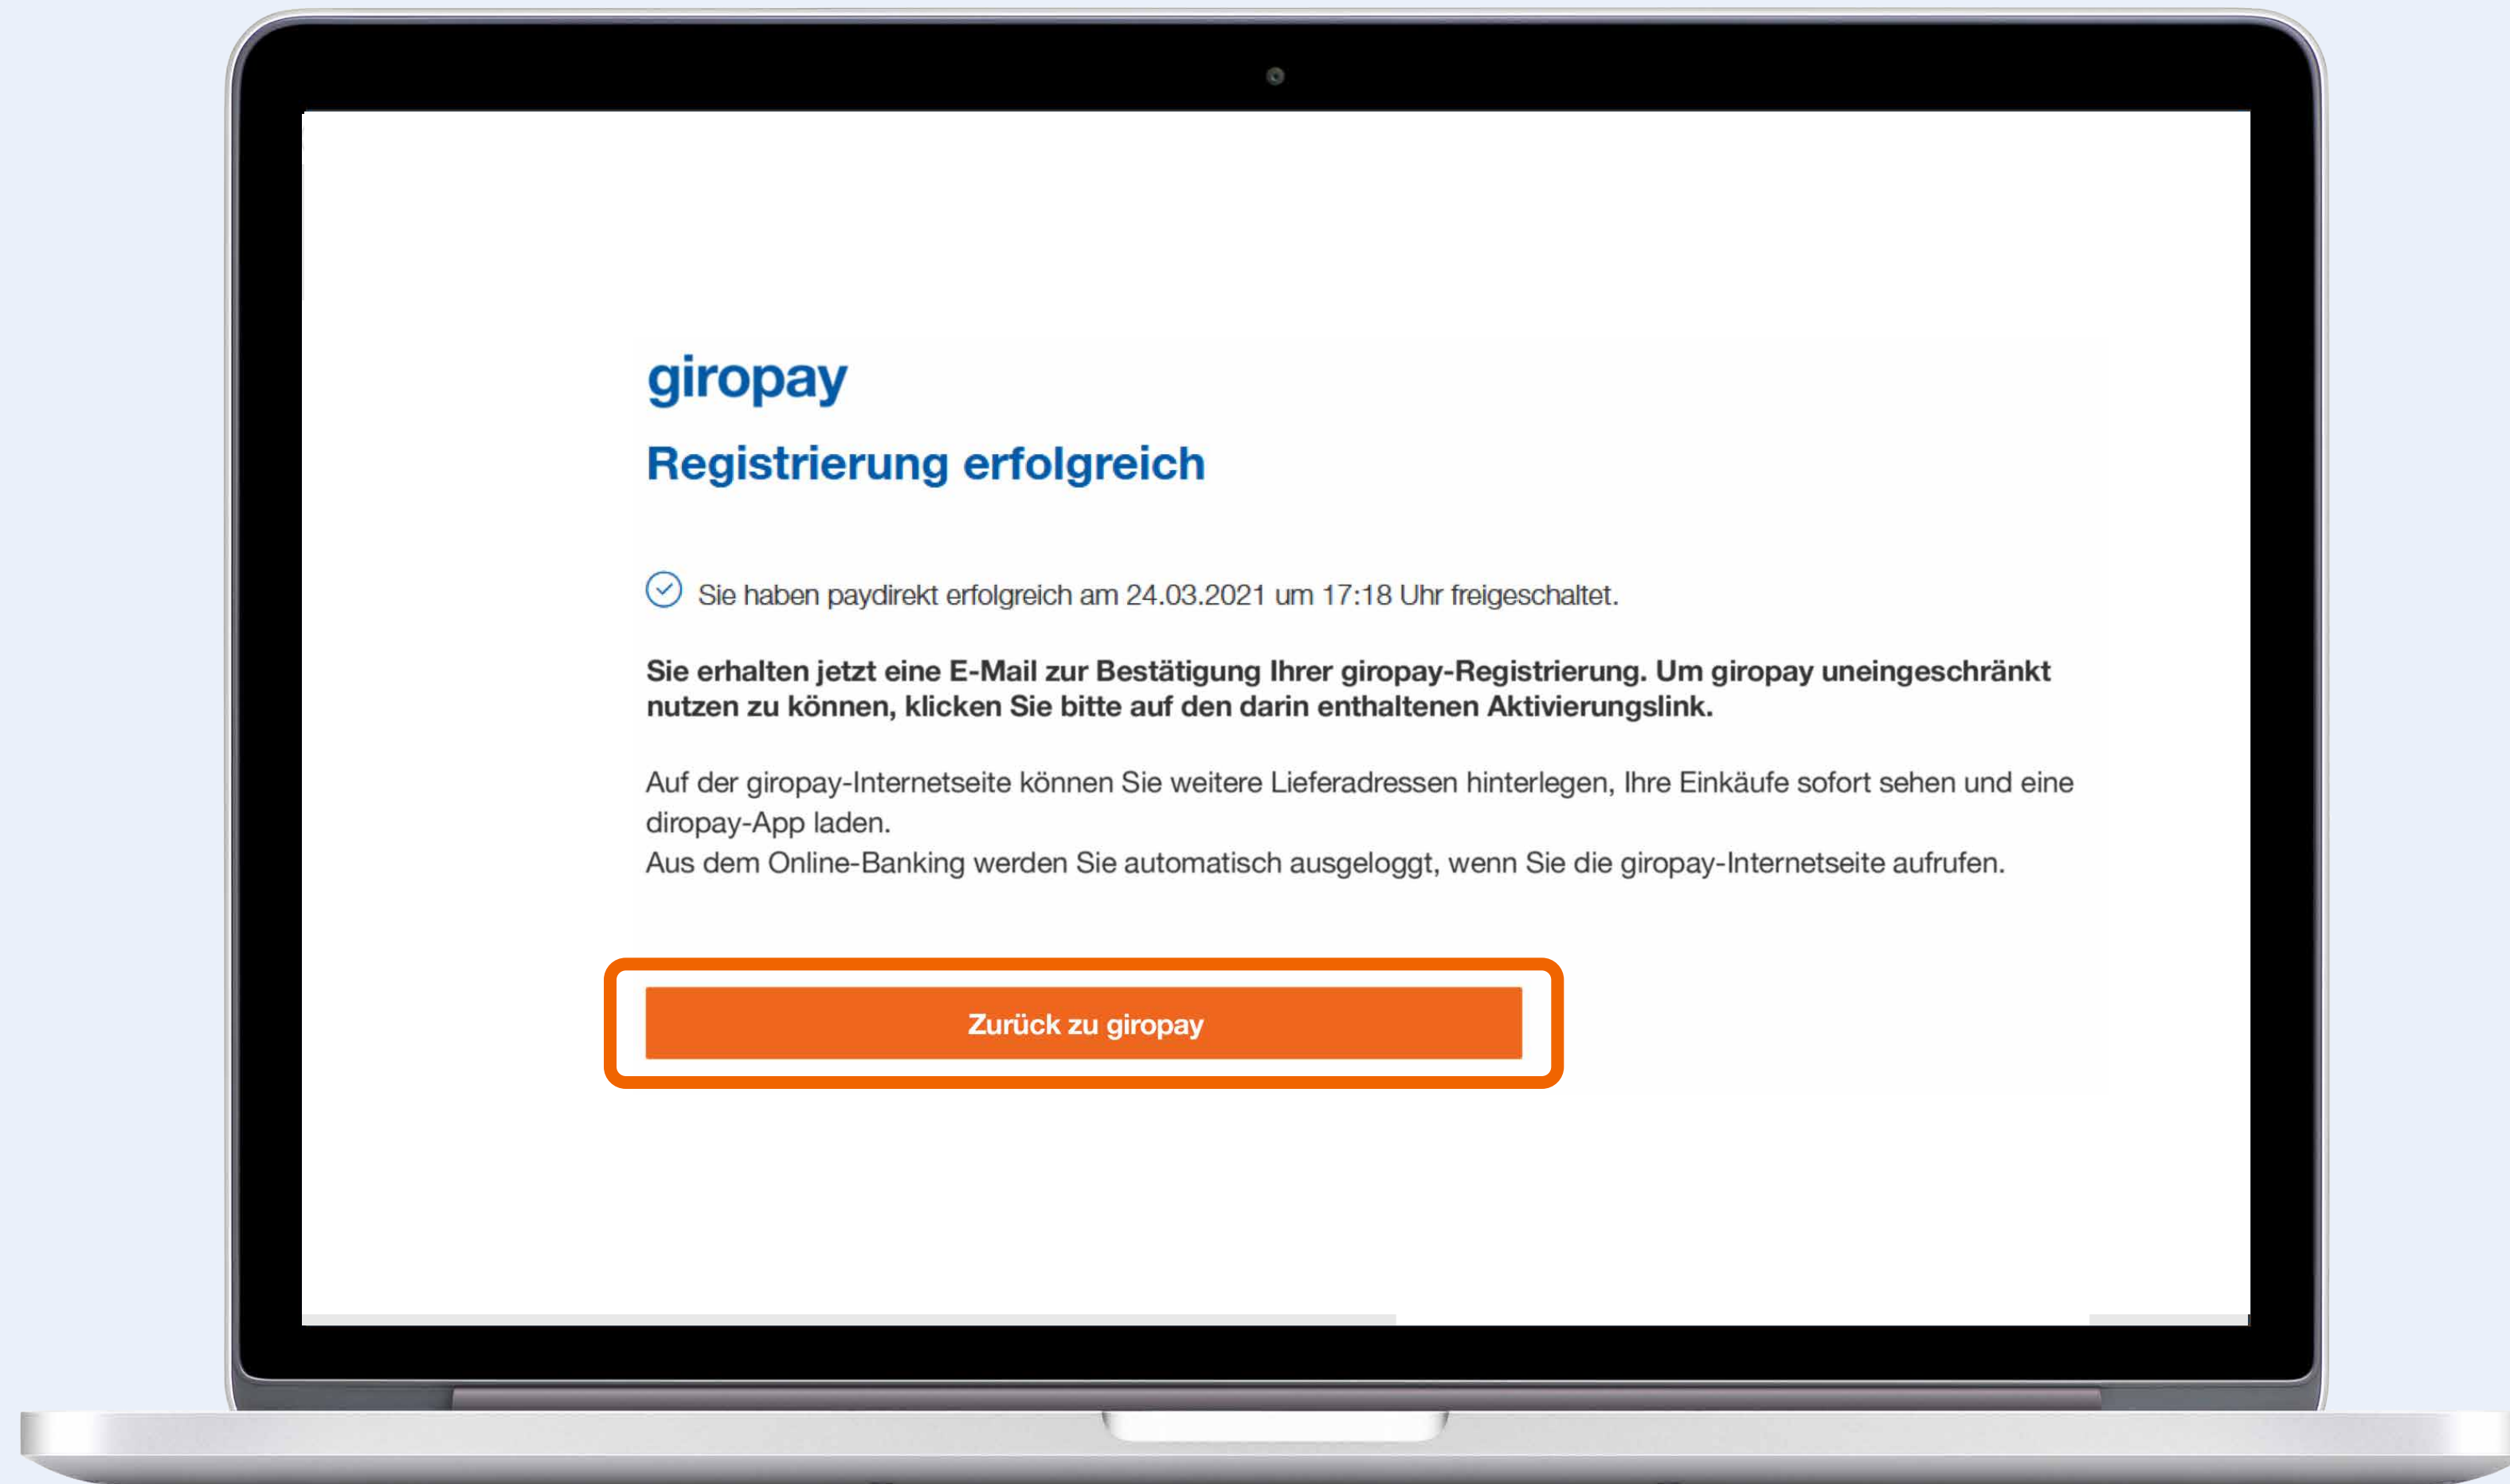 giropay
Registrierung erfolgreich
Sie haben paydirekt erfolgreich am 24.03.2021 um 17:18 Uhr freigeschaltet.
Sie erhalten jetzt eine E-Mail zur Bestätigung Ihrer giropay-Registrierung. Um giropay uneingeschränkt
nutzen zu können, klicken Sie bitte auf den darin enthaltenen Aktivierungslink.
Auf der giropay-Internetseite können Sie weitere Lieferadressen hinterlegen, Ihre Einkäufe sofort sehen und eine
diropay-App laden.
Aus dem Online-Banking werden Sie automatisch ausgeloggt, wenn Sie die giropay-Internetseite aufrufen.
Zurück zu giropay